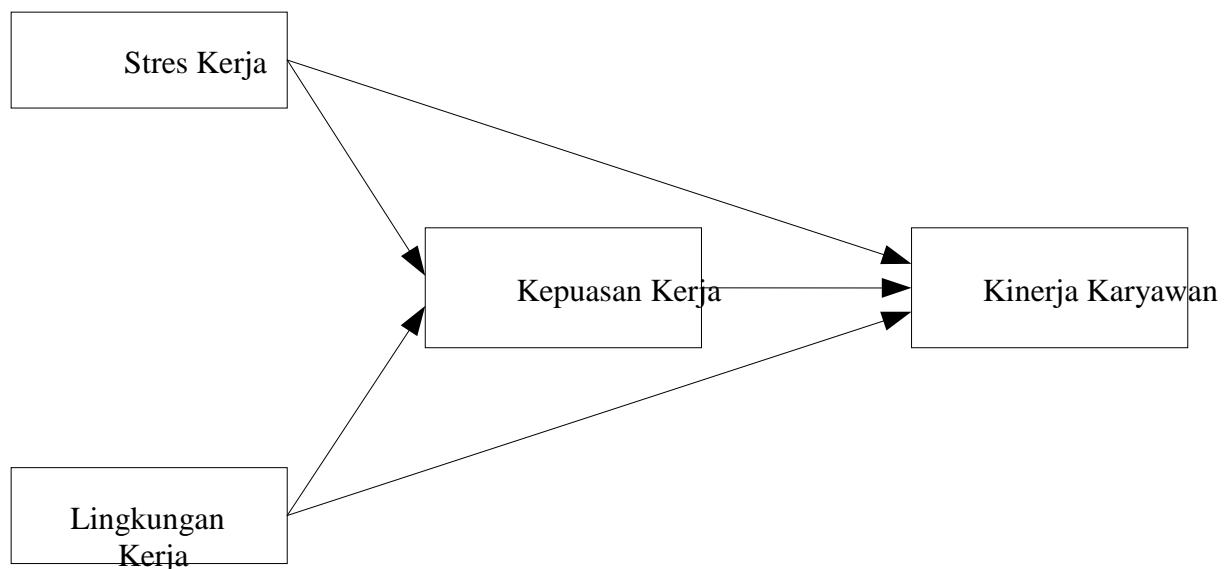 Stres Kerja
Kepuasan Kerja
Kinerja Karyawan
Lingkungan
Kerja